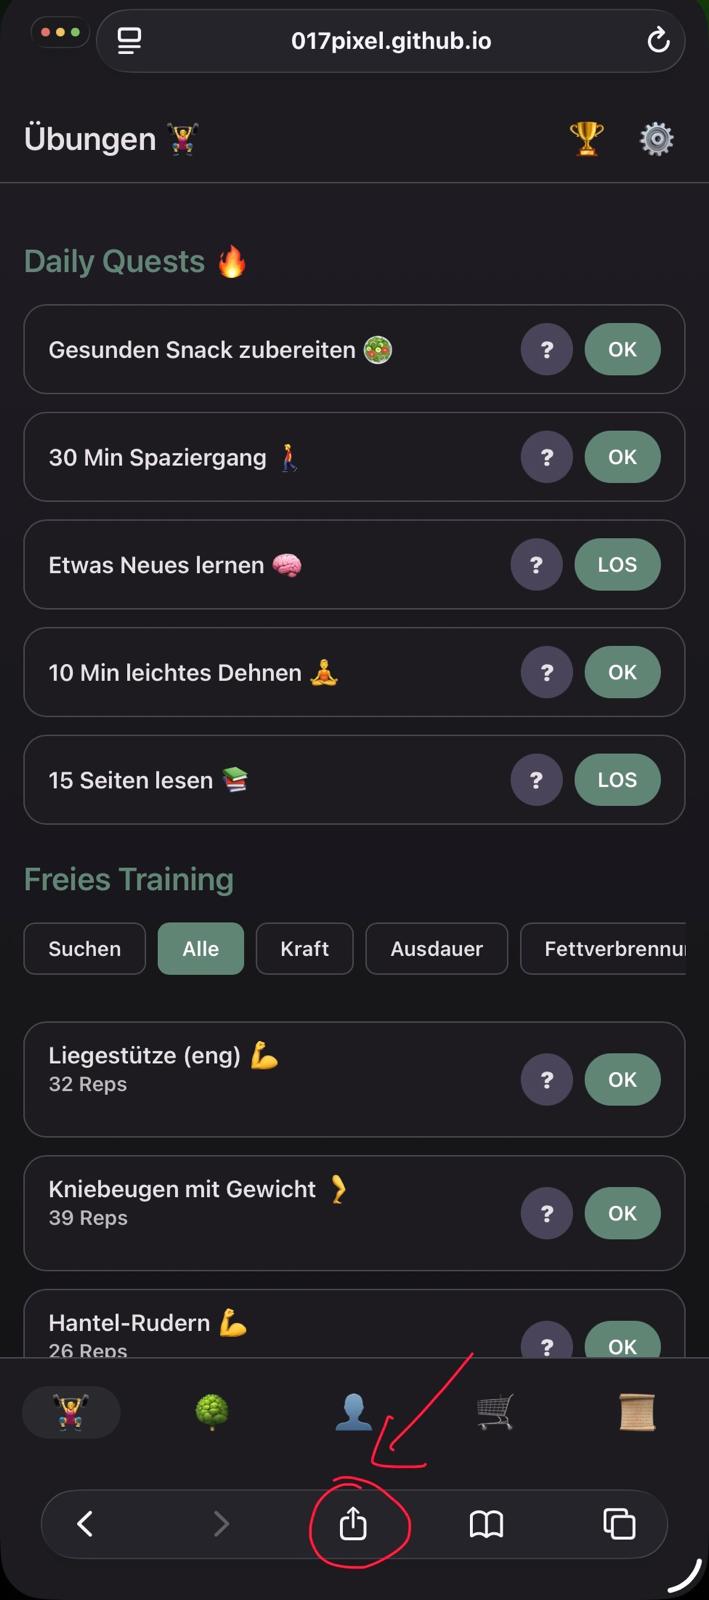 017pixel.github.io
Übungen 🏋️
Daily Quests 🔥
Gesunden Snack zubereiten 🥗
? OK
30 Min Spaziergang 🚶
? OK
Etwas Neues lernen 🧠
? LOS
10 Min leichtes Dehnen 🧘
? OK
15 Seiten lesen 📚
? LOS
Freies Training
Suchen Alle Kraft Ausdauer Fettverbrennu
Liegestütze (eng) 💪
32 Reps
? OK
Kniebeugen mit Gewicht 🦵
39 Reps
? OK
Hantel-Rudern 💪
26 Reps
? OK